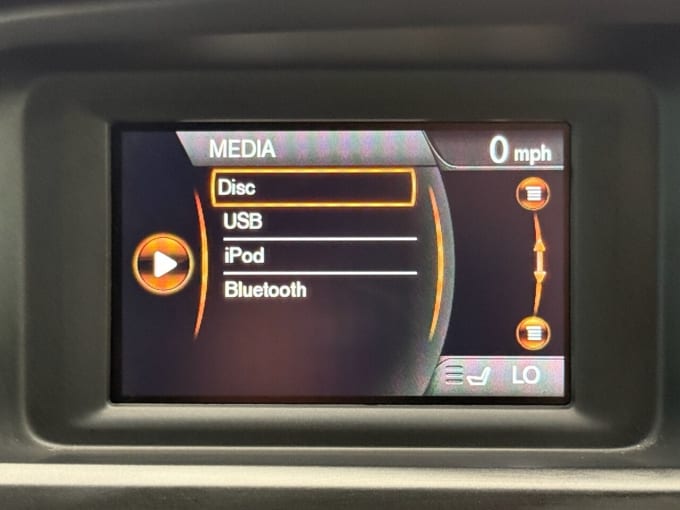 MEDIA
0 mph
Disc
USB
iPod
Bluetooth
LO